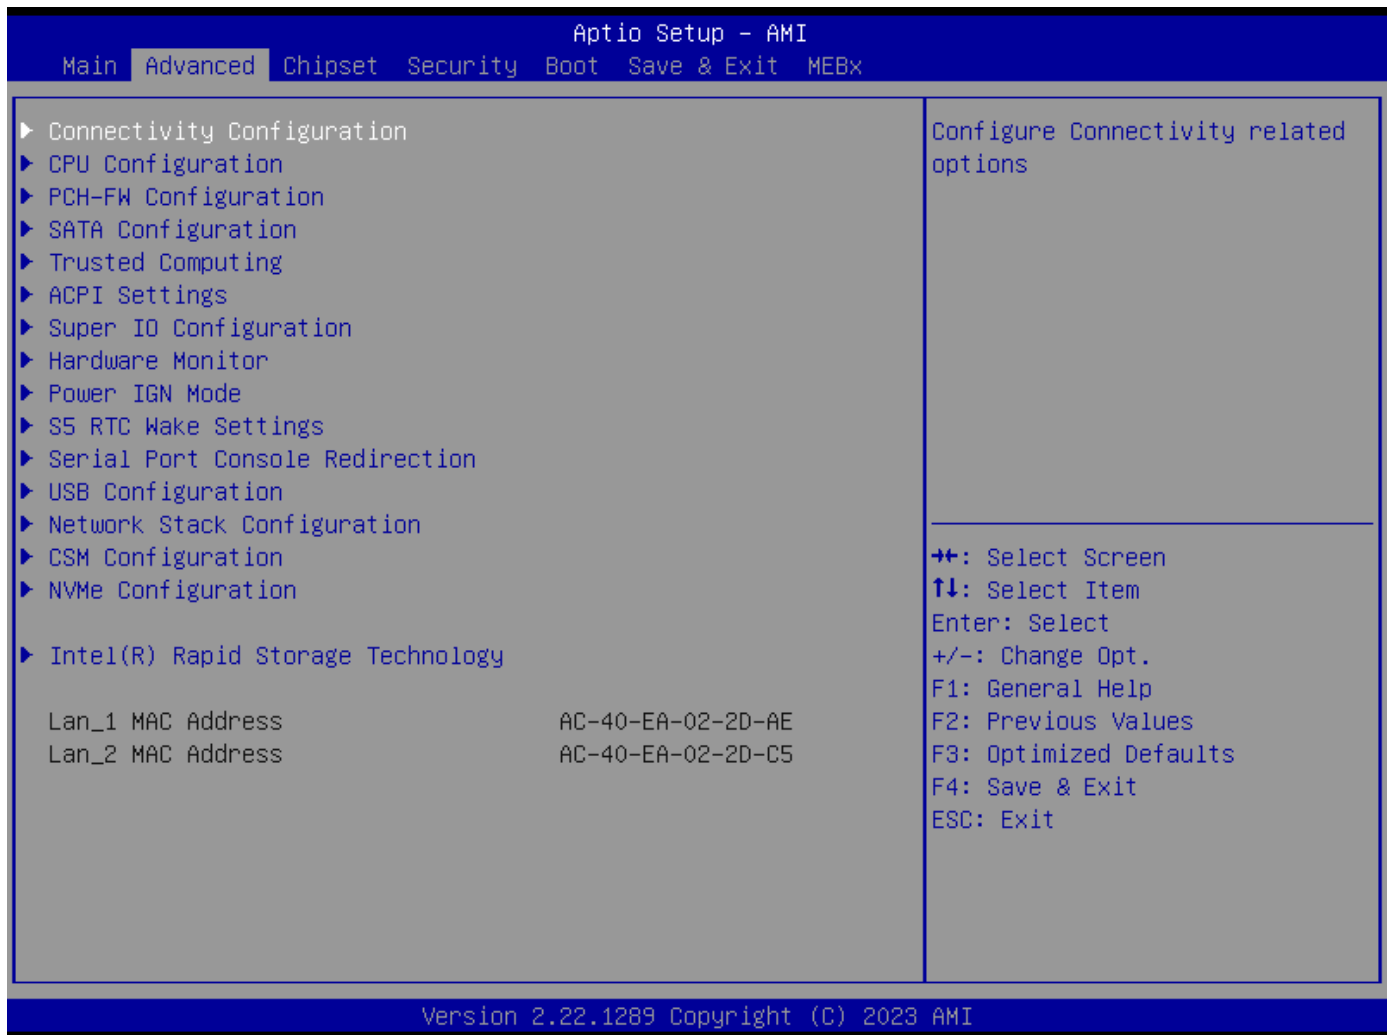 Aptio Setup – AMI
Main Advanced Chipset Security Boot Save & Exit MEBx
▶ Connectivity Configuration
▶ CPU Configuration
▶ PCH-FW Configuration
▶ SATA Configuration
▶ Trusted Computing
▶ ACPI Settings
▶ Super IO Configuration
▶ Hardware Monitor
▶ Power IGN Mode
▶ S5 RTC Wake Settings
▶ Serial Port Console Redirection
▶ USB Configuration
▶ Network Stack Configuration
▶ CSM Configuration
▶ NVMe Configuration
▶ Intel(R) Rapid Storage Technology
Lan_1 MAC Address AC-40-EA-02-2D-AE
Lan_2 MAC Address AC-40-EA-02-2D-C5
Configure Connectivity related
options
→←: Select Screen
↑↓: Select Item
Enter: Select
+/-: Change Opt.
F1: General Help
F2: Previous Values
F3: Optimized Defaults
F4: Save & Exit
ESC: Exit
Version 2.22.1289 Copyright (C) 2023 AMI